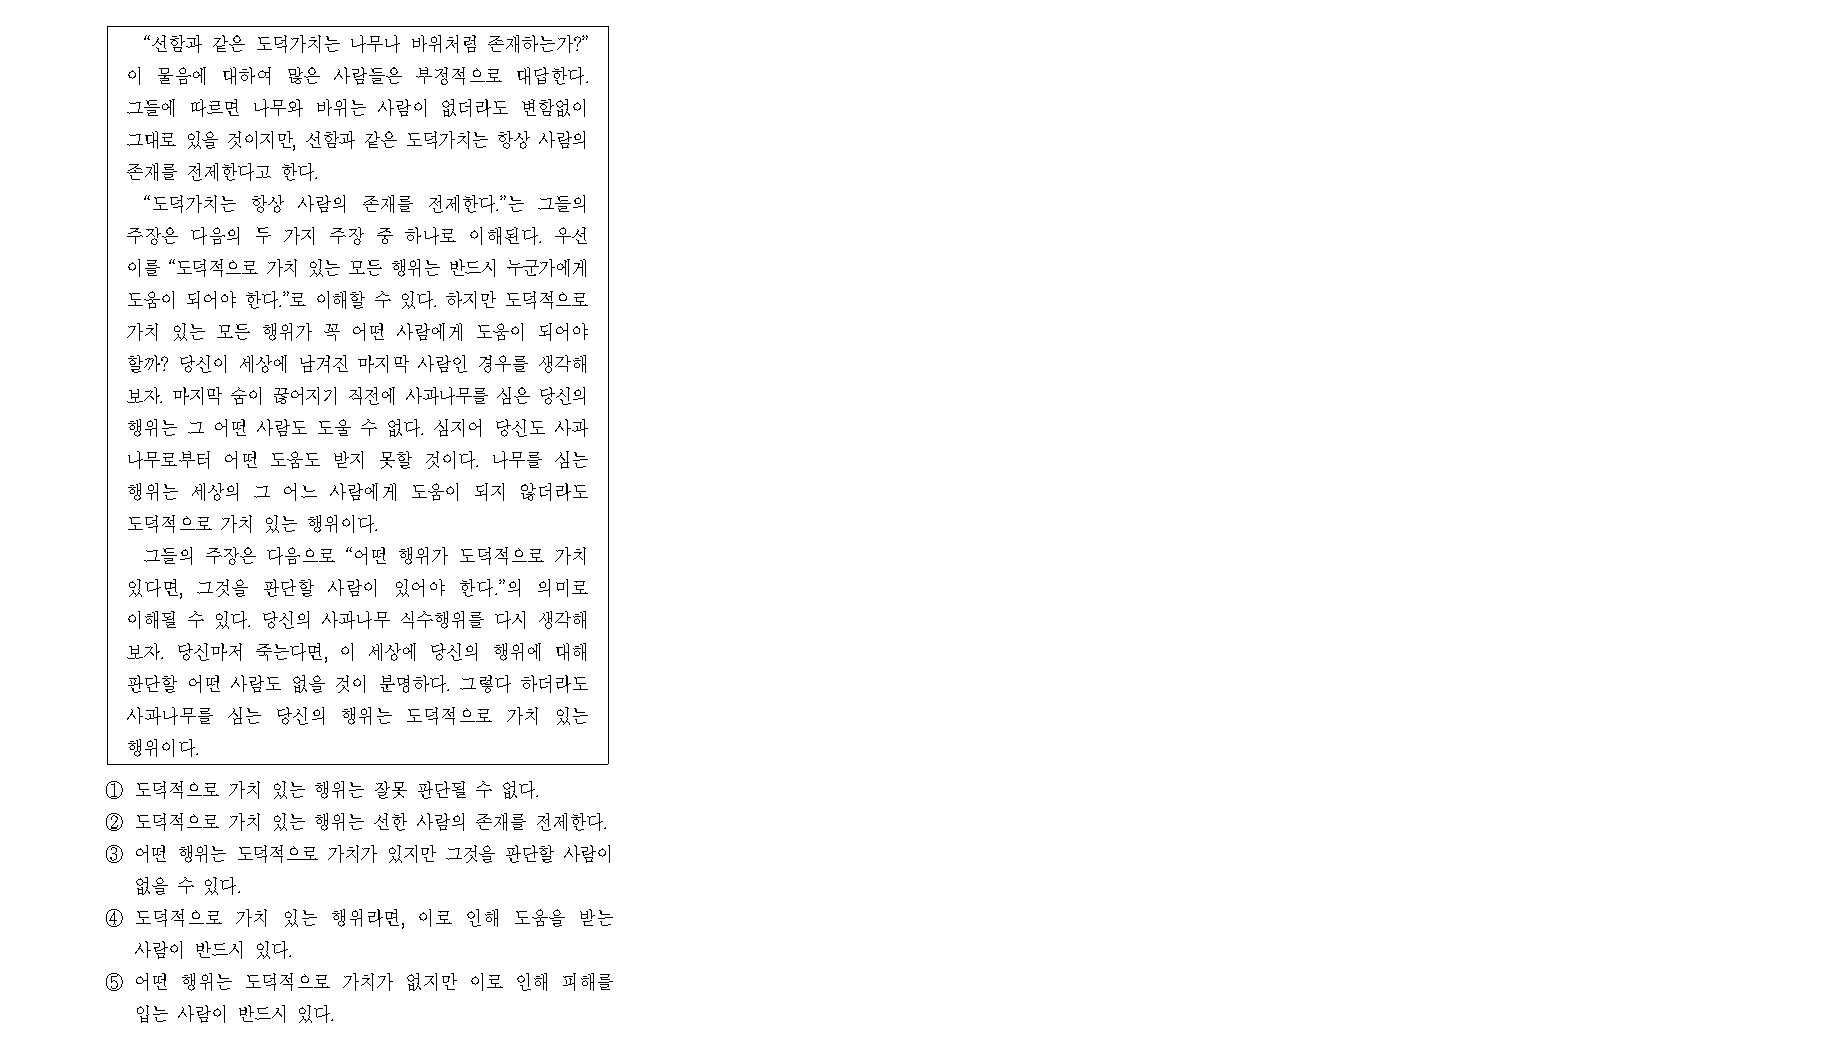 “선함과 같은 도덕가치는 나무나 바위처럼 존재하는가?”
이 물음에 대하여 많은 사람들은 부정적으로 대답한다.
그들에 따르면 나무와 바위는 사람이 없더라도 변함없이
그대로 있을 것이지만, 선함과 같은 도덕가치는 항상 사람의
존재를 전제한다고 한다.
“도덕가치는 항상 사람의 존재를 전제한다.”는 그들의
주장은 다음의 두 가지 주장 중 하나로 이해된다. 우선
이를 “도덕적으로 가치 있는 모든 행위는 반드시 누군가에게
도움이 되어야 한다.”로 이해할 수 있다. 하지만 도덕적으로
가치 있는 모든 행위가 꼭 어떤 사람에게 도움이 되어야
할까? 당신이 세상에 남겨진 마지막 사람인 경우를 생각해
보자. 마지막 숨이 끊어지기 직전에 사과나무를 심은 당신의
행위는 그 어떤 사람도 도울 수 없다. 심지어 당신도 사과
나무로부터 어떤 도움도 받지 못할 것이다. 나무를 심는
행위는 세상의 그 어느 사람에게 도움이 되지 않더라도
도덕적으로 가치 있는 행위이다.
그들의 주장은 다음으로 “어떤 행위가 도덕적으로 가치
있다면, 그것을 판단할 사람이 있어야 한다.”의 의미로
이해될 수 있다. 당신의 사과나무 식수행위를 다시 생각해
보자. 당신마저 죽는다면, 이 세상에 당신의 행위에 대해
판단할 어떤 사람도 없을 것이 분명하다. 그렇다 하더라도
사과나무를 심는 당신의 행위는 도덕적으로 가치 있는
행위이다.
① 도덕적으로 가치 있는 행위는 잘못 판단될 수 없다.
② 도덕적으로 가치 있는 행위는 선한 사람의 존재를 전제한다.
③ 어떤 행위는 도덕적으로 가치가 있지만 그것을 판단할 사람이
없을 수 있다.
④ 도덕적으로 가치 있는 행위라면, 이로 인해 도움을 받는
사람이 반드시 있다.
⑤ 어떤 행위는 도덕적으로 가치가 없지만 이로 인해 피해를
입는 사람이 반드시 있다.